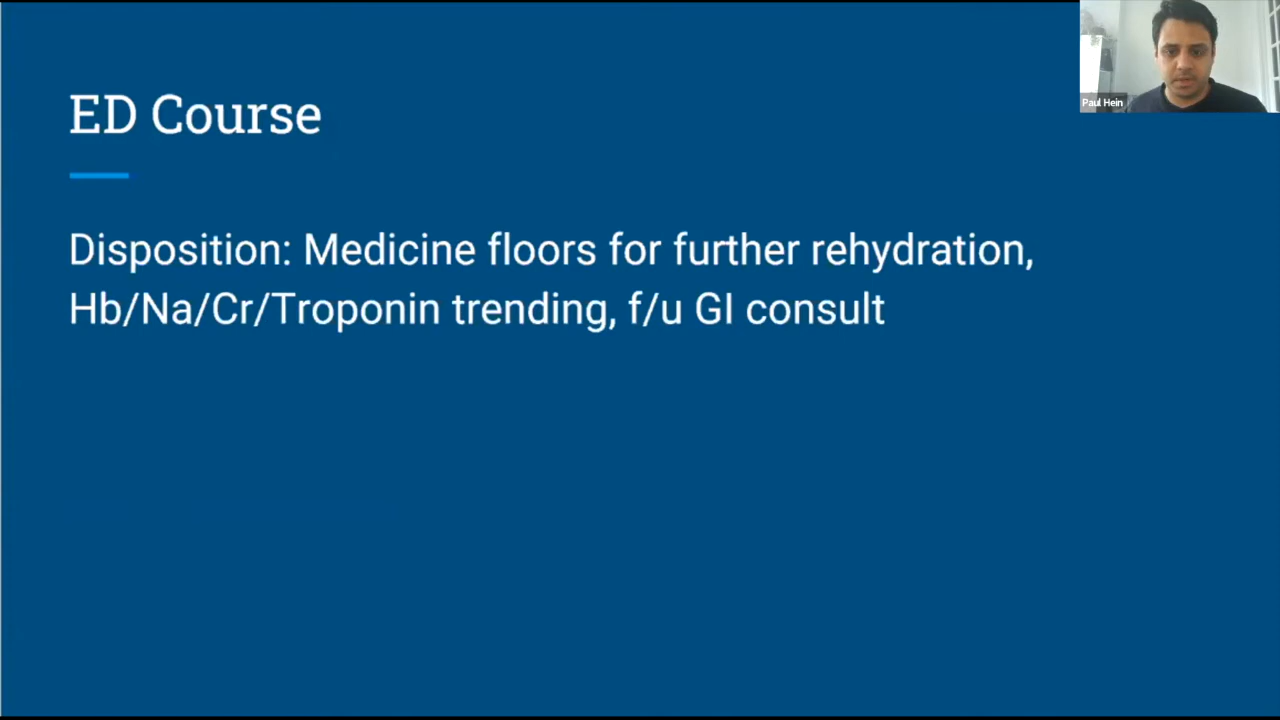 ED Course
Disposition: Medicine floors for further rehydration,
Hb/Na/Cr/Troponin trending, f/u GI consult
Paul Hein